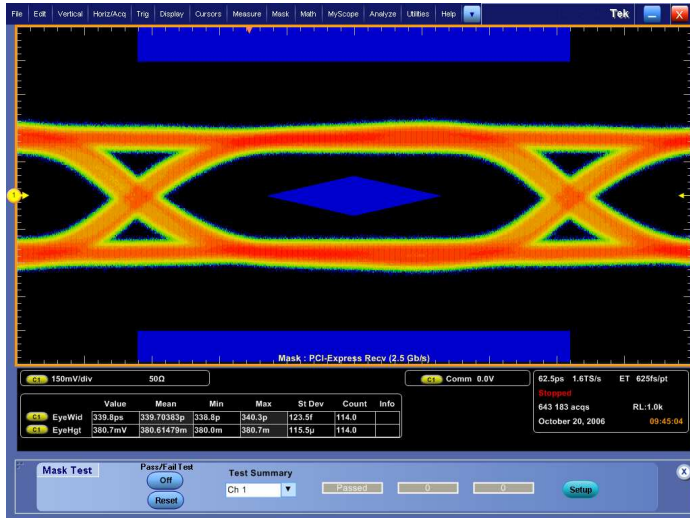 File Edit Vertical Horiz/Acq Trig Display Cursors Measure Mask Math MyScope Analyze Utilities Help Tek X
1
Mask : PCI-Express Recv (2.5 Gb/s)
C1 150mV/div 50Ω C1 Comm 0.0V
62.5ps 1.6TS/s ET 625fs/pt
Stopped
643 183 acqs RL:1.0k
October 20, 2006 09:45:04
Value Mean Min Max St Dev Count Info
C1 EyeWid 339.8ps 339.70383p 338.8p 340.3p 123.5f 114.0
C1 EyeHgt 380.7mV 380.61479m 380.0m 380.7m 115.5µ 114.0
Mask Test
Pass/Fail Test
Off
Reset
Test Summary
Ch 1
Passed 0 0
Setup
X